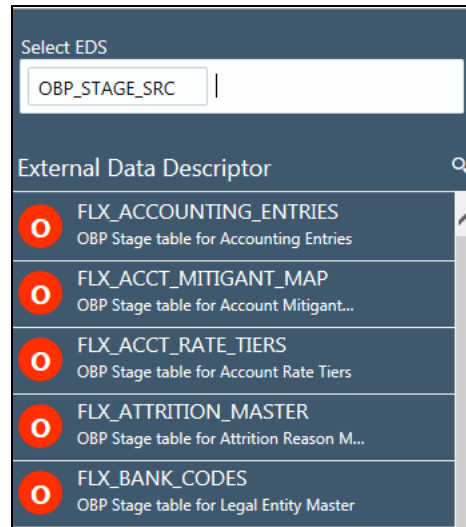 Select EDS
OBP_STAGE_SRC
External Data Descriptor
O
FLX_ACCOUNTING_ENTRIES
OBP Stage table for Accounting Entries
O
FLX_ACCT_MITIGANT_MAP
OBP Stage table for Account Mitigant...
O
FLX_ACCT_RATE_TIERS
OBP Stage table for Account Rate Tiers
O
FLX_ATTRITION_MASTER
OBP Stage table for Attrition Reason M...
O
FLX_BANK_CODES
OBP Stage table for Legal Entity Master